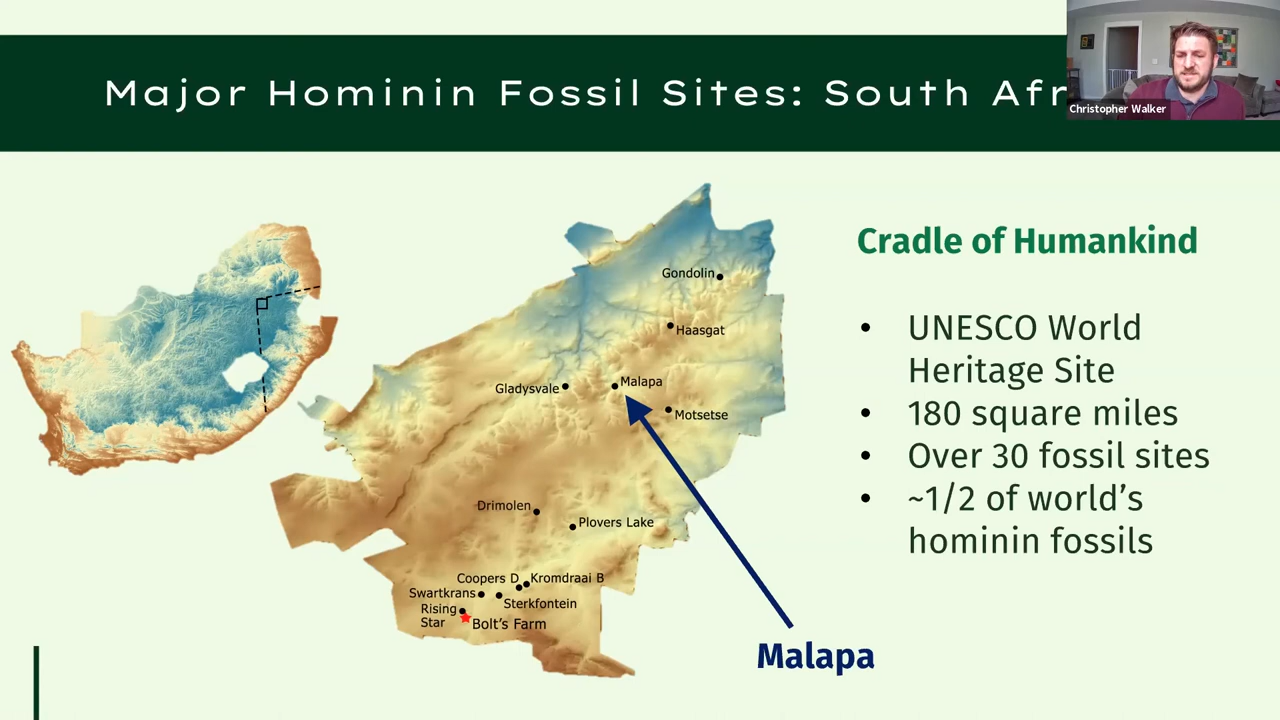 Major Hominin Fossil Sites: South Afr
Christopher Walker
Cradle of Humankind
• UNESCO World
Heritage Site
• 180 square miles
• Over 30 fossil sites
• ~1/2 of world’s
hominin fossils
Gondolin
Haasgat
Gladysvale
Malapa
Motsetse
Drimolen
Plovers Lake
Coopers D
Kromdraai B
Swartkrans
Sterkfontein
Rising
Star
Bolt’s Farm
Malapa